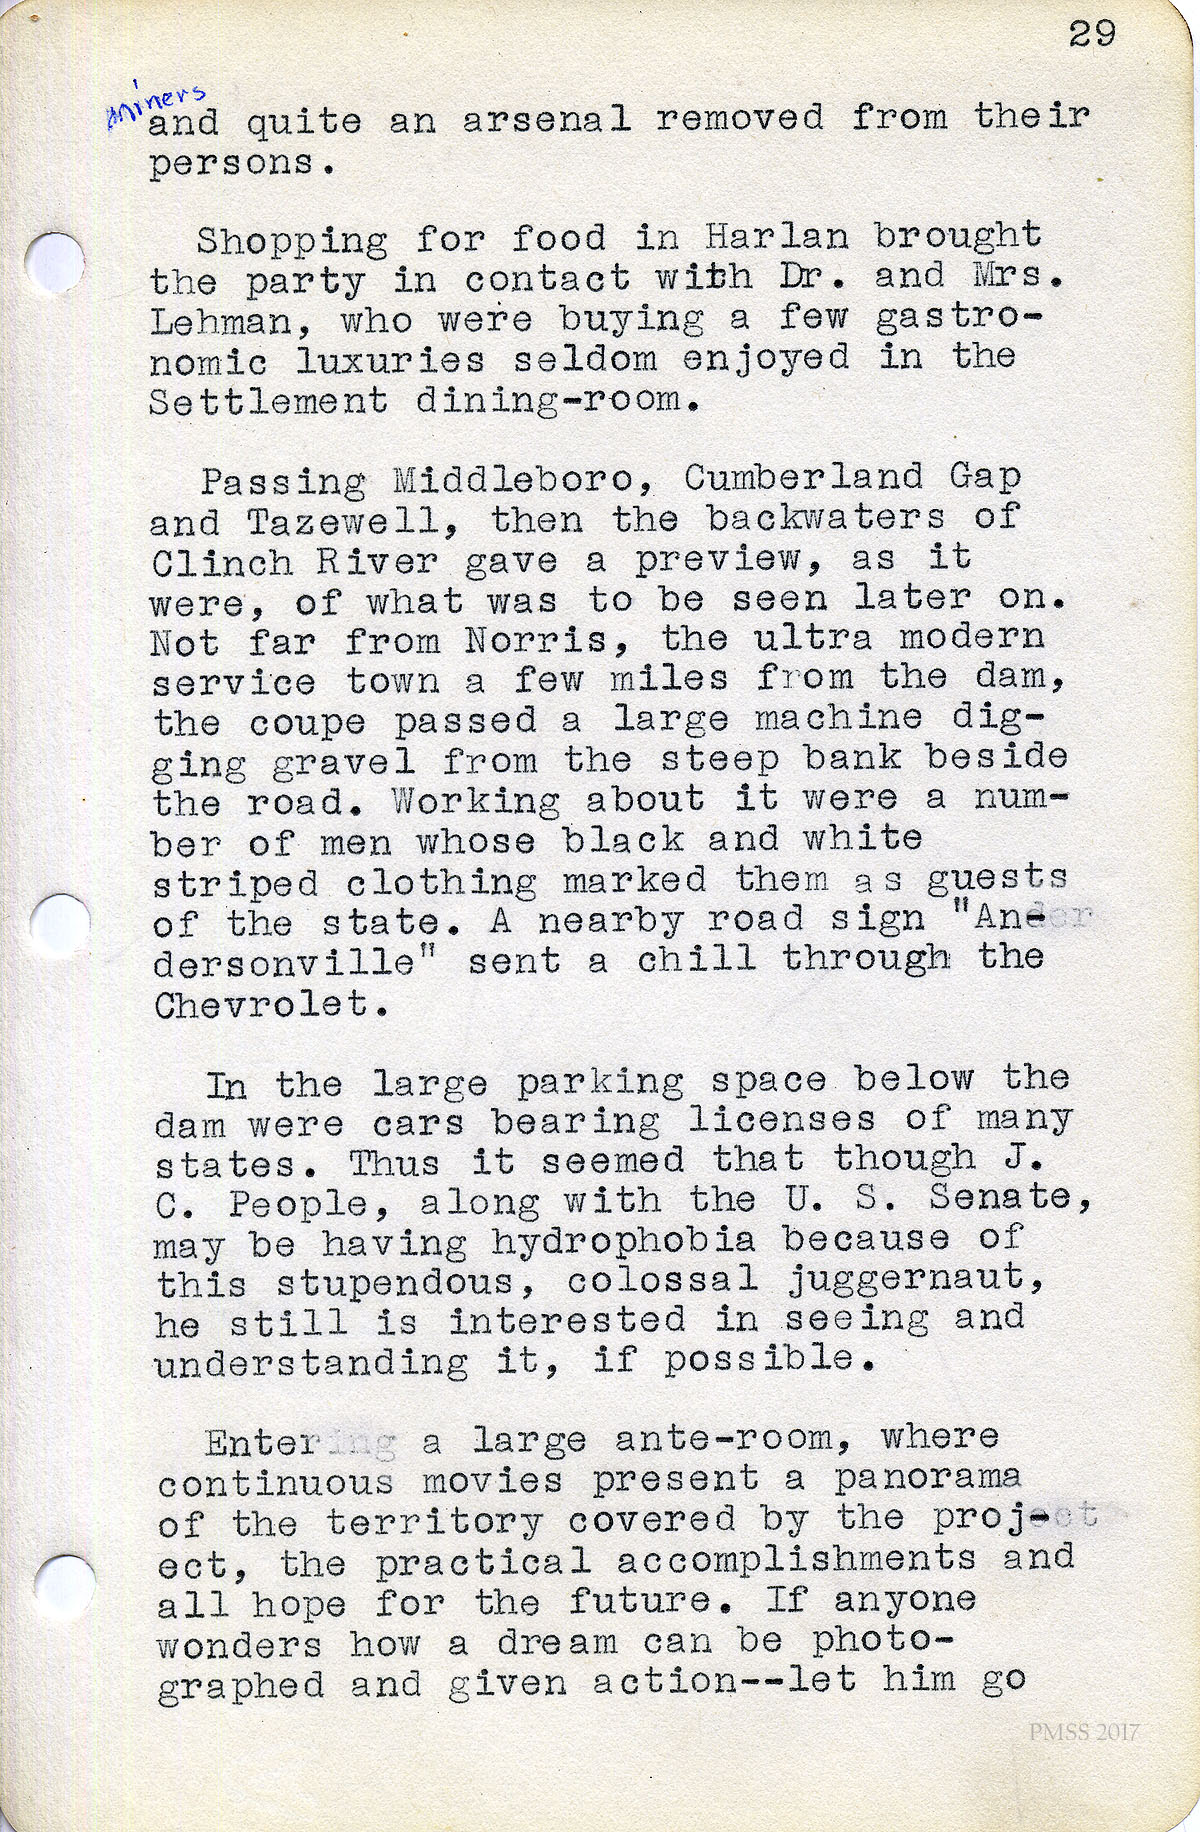 29
miners
and quite an arsenal removed from their
persons.
Shopping for food in Harlan brought
the party in contact with Dr. and Mrs.
Lehman, who were buying a few gastro-
nomic luxuries seldom enjoyed in the
Settlement dining-room.
Passing Middleboro, Cumberland Gap
and Tazewell, then the backwaters of
Clinch River gave a preview, as it
were, of what was to be seen later on.
Not far from Norris, the ultra modern
service town a few miles from the dam,
the coupe passed a large machine dig-
ging gravel from the steep bank beside
the road. Working about it were a num-
ber of men whose black and white
striped clothing marked them as guests
of the state. A nearby road sign "An-
dersonville" sent a chill through the
Chevrolet.
In the large parking space below the
dam were cars bearing licenses of many
states. Thus it seemed that though J.
C. People, along with the U. S. Senate,
may be having hydrophobia because of
this stupendous, colossal juggernaut,
he still is interested in seeing and
understanding it, if possible.
Entering a large ante-room, where
continuous movies present a panorama
of the territory covered by the proj-
ect, the practical accomplishments and
all hope for the future. If anyone
wonders how a dream can be photo-
graphed and given action--let him go
PMSS 2017